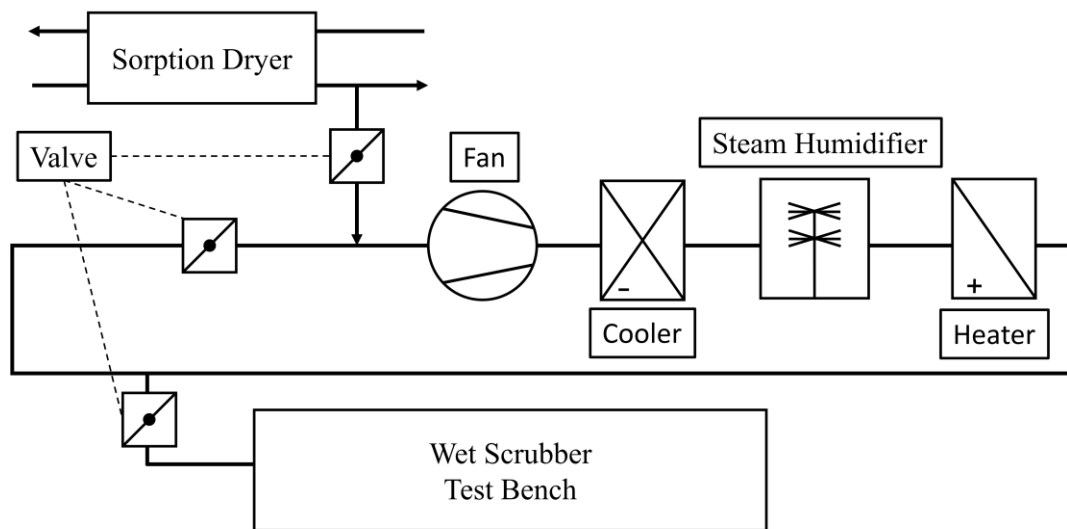 Sorption Dryer
Valve
Fan
Steam Humidifier
-
Cooler
+
Heater
Wet Scrubber
Test Bench